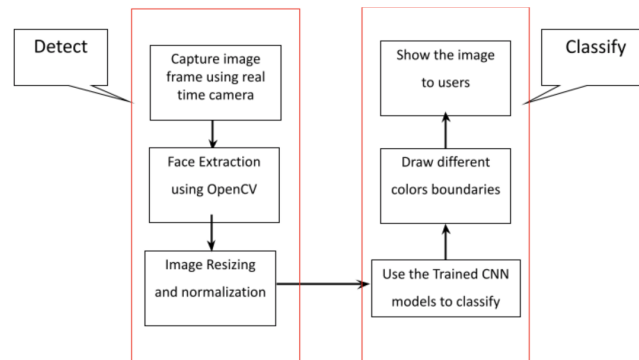 Detect
Capture image
frame using real
time camera
Face Extraction
using OpenCV
Image Resizing
and normalization
Classify
Show the image
to users
Draw different
colors boundaries
Use the Trained CNN
models to classify